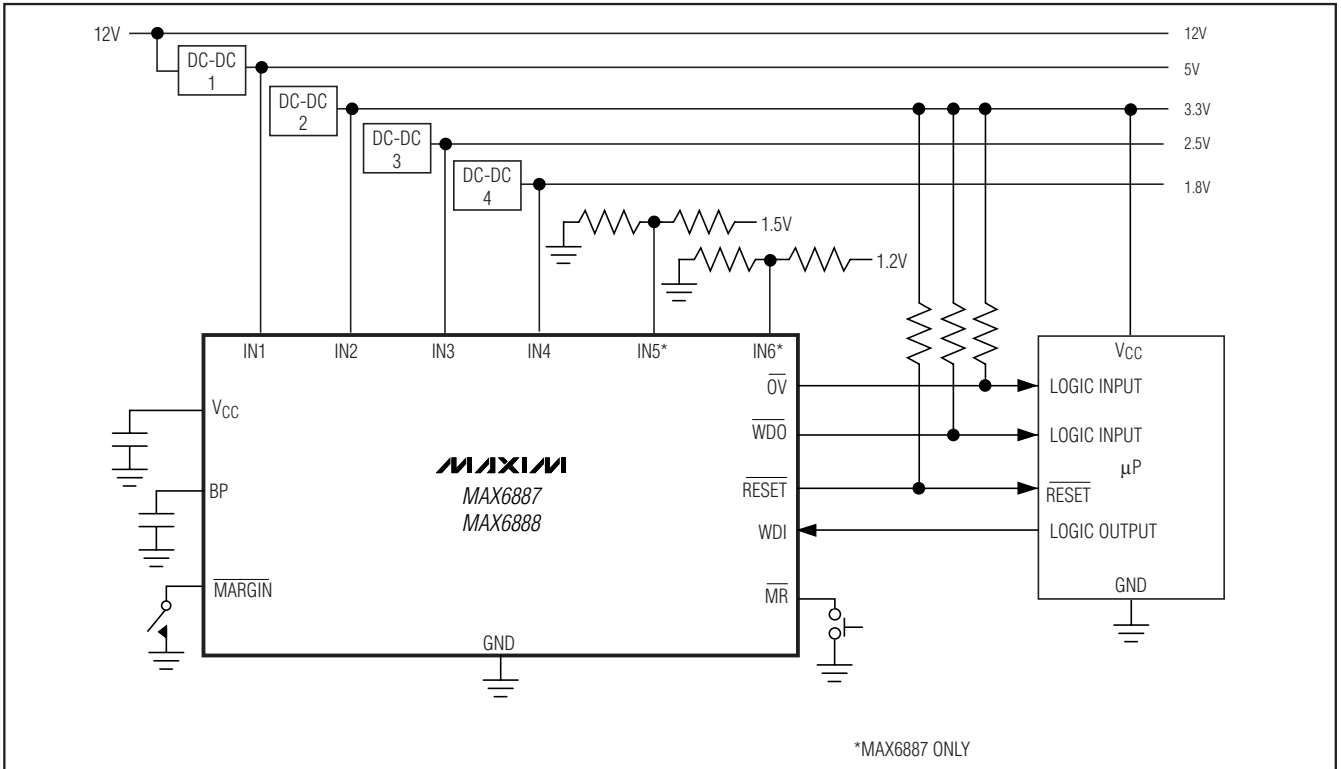 12V
12V
DC-DC
1
5V
DC-DC
2
3.3V
DC-DC
3
2.5V
DC-DC
4
1.8V
1.5V
1.2V
IN1
IN2
IN3
IN4
IN5*
IN6*
VCC
BP
MARGIN
MAXIM
MAX6887
MAX6888
GND
OV
WDO
RESET
WDI
MR
VCC
LOGIC INPUT
LOGIC INPUT
µP
RESET
LOGIC OUTPUT
GND
*MAX6887 ONLY